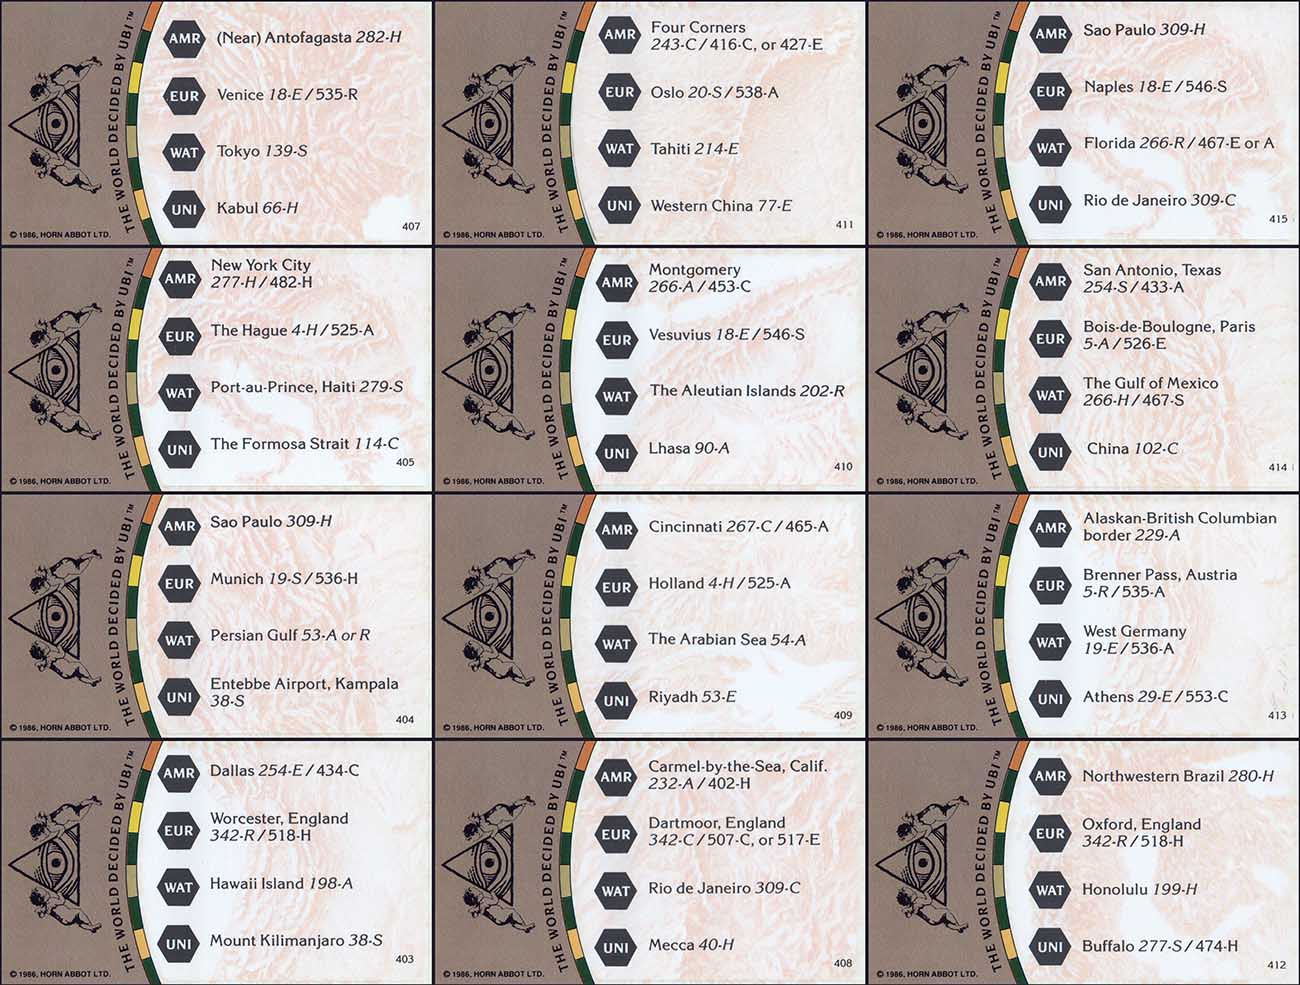 THE WORLD DECIDED BY UBI™
AMR (Near) Antofagasta 282-H
EUR Venice 18-E / 535-R
WAT Tokyo 139-S
UNI Kabul 66-H
407
© 1986, HORN ABBOT LTD.
THE WORLD DECIDED BY UBI™
AMR Four Corners
243-C / 416-C, or 427-E
EUR Oslo 20-S / 538-A
WAT Tahiti 214-E
UNI Western China 77-E
411
© 1986, HORN ABBOT LTD.
THE WORLD DECIDED BY UBI™
AMR Sao Paulo 309-H
EUR Naples 18-E / 546-S
WAT Florida 266-R / 467-E or A
UNI Rio de Janeiro 309-C
415
© 1986, HORN ABBOT LTD.
THE WORLD DECIDED BY UBI™
AMR New York City
277-H / 482-H
EUR The Hague 4-H / 525-A
WAT Port-au-Prince, Haiti 279-S
UNI The Formosa Strait 114-C
405
© 1986, HORN ABBOT LTD.
THE WORLD DECIDED BY UBI™
AMR Montgomery
266-A / 453-C
EUR Vesuvius 18-E / 546-S
WAT The Aleutian Islands 202-R
UNI Lhasa 90-A
410
© 1986, HORN ABBOT LTD.
THE WORLD DECIDED BY UBI™
AMR San Antonio, Texas
254-S / 433-A
EUR Bois-de-Boulogne, Paris
5-A / 526-E
WAT The Gulf of Mexico
266-H / 467-S
UNI China 102-C
414
© 1986, HORN ABBOT LTD.
THE WORLD DECIDED BY UBI™
AMR Sao Paulo 309-H
EUR Munich 19-S / 536-H
WAT Persian Gulf 53-A or R
UNI Entebbe Airport, Kampala
38-S
404
© 1986, HORN ABBOT LTD.
THE WORLD DECIDED BY UBI™
AMR Cincinnati 267-C / 465-A
EUR Holland 4-H / 525-A
WAT The Arabian Sea 54-A
UNI Riyadh 53-E
409
© 1986, HORN ABBOT LTD.
THE WORLD DECIDED BY UBI™
AMR Alaskan-British Columbian
border 229-A
EUR Brenner Pass, Austria
5-R / 535-A
WAT West Germany
19-E / 536-A
UNI Athens 29-E / 553-C
413
© 1986, HORN ABBOT LTD.
THE WORLD DECIDED BY UBI™
AMR Dallas 254-E / 434-C
EUR Worcester, England
342-R / 518-H
WAT Hawaii Island 198-A
UNI Mount Kilimanjaro 38-S
403
© 1986, HORN ABBOT LTD.
THE WORLD DECIDED BY UBI™
AMR Carmel-by-the-Sea, Calif.
232-A / 402-H
EUR Dartmoor, England
342-C / 507-C, or 517-E
WAT Rio de Janeiro 309-C
UNI Mecca 40-H
408
© 1986, HORN ABBOT LTD.
THE WORLD DECIDED BY UBI™
AMR Northwestern Brazil 280-H
EUR Oxford, England
342-R / 518-H
WAT Honolulu 199-H
UNI Buffalo 277-S / 474-H
412
© 1986, HORN ABBOT LTD.